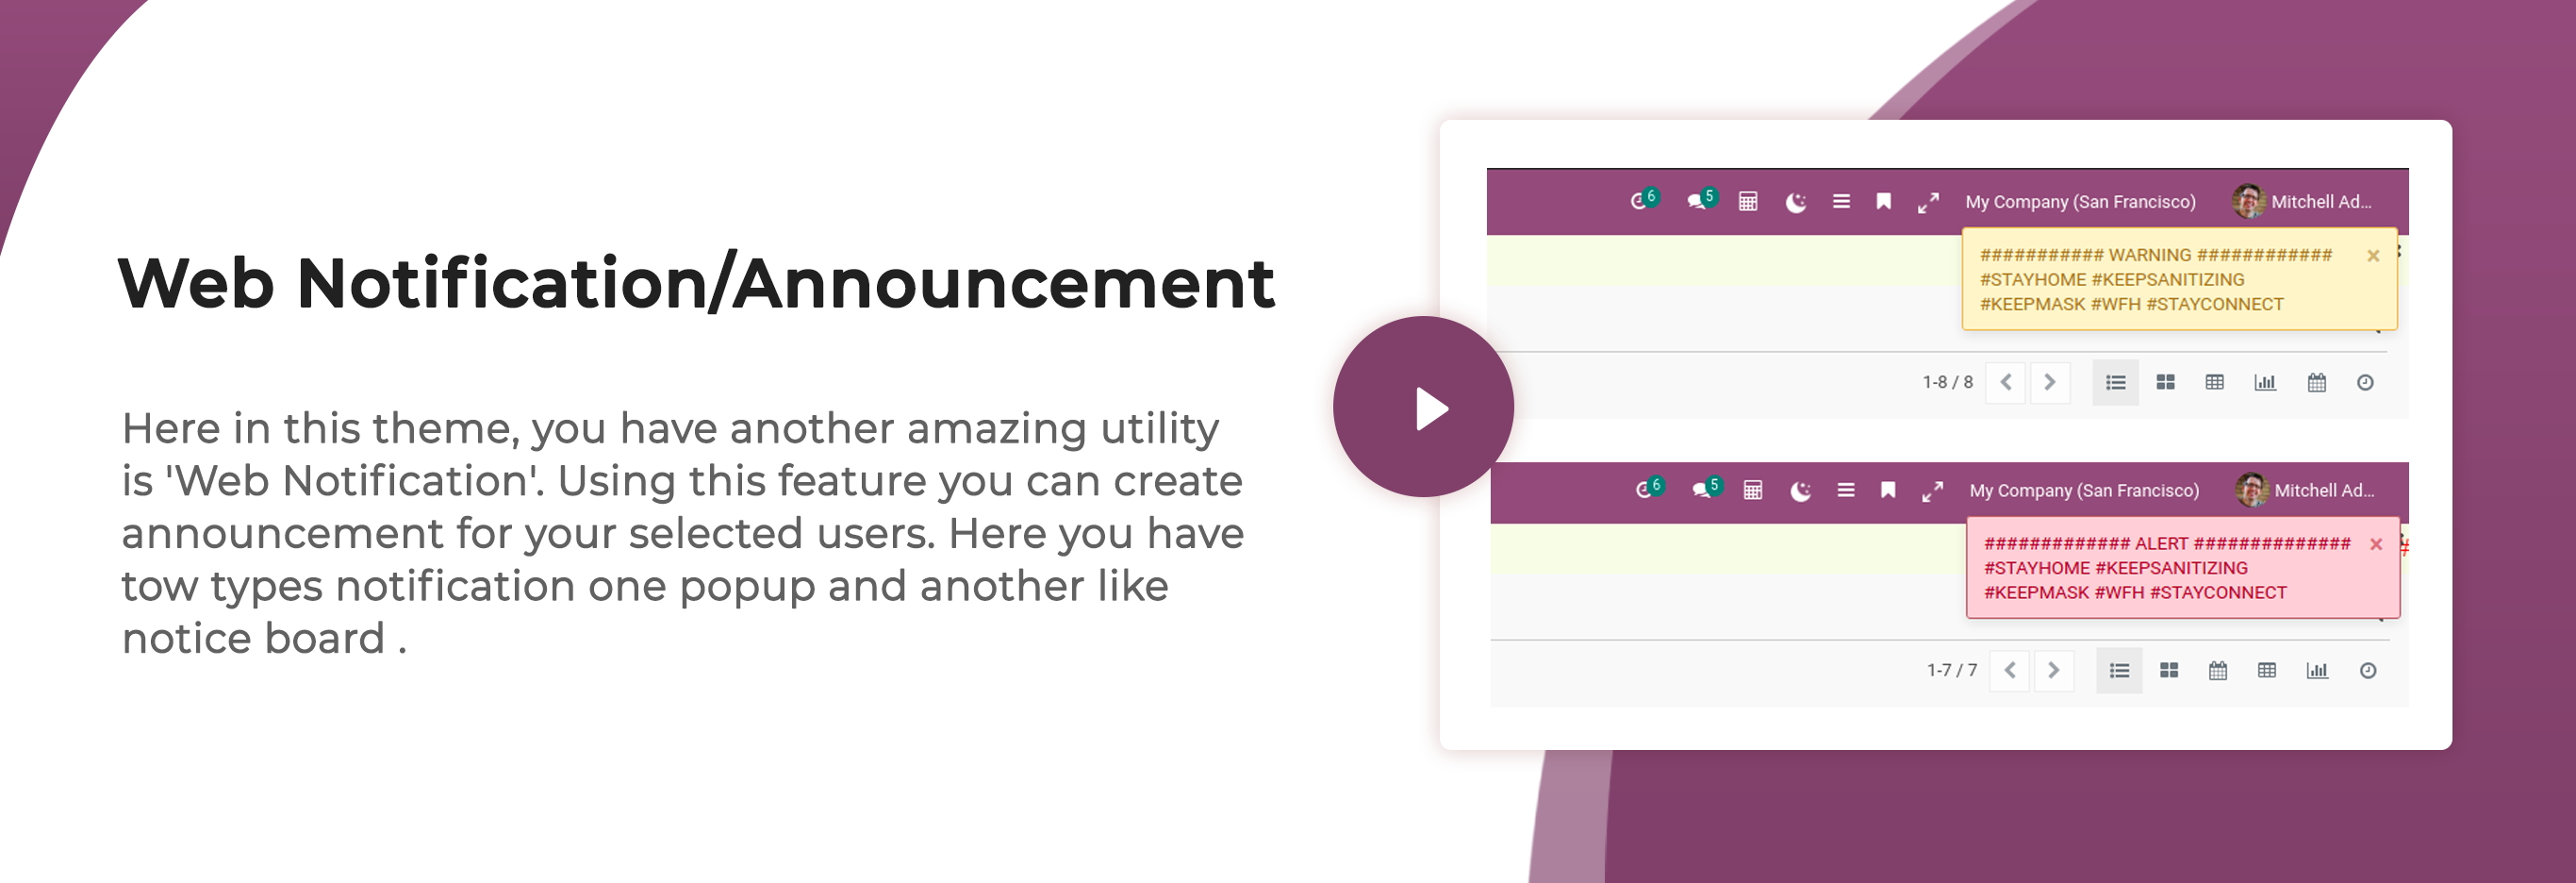 Web Notification/Announcement
Here in this theme, you have another amazing utility
is 'Web Notification'. Using this feature you can create
announcement for your selected users. Here you have
tow types notification one popup and another like
notice board .
6 5 My Company (San Francisco) Mitchell Ad...
########### WARNING ############ ×
#STAYHOME #KEEPSANITIZING
#KEEPMASK #WFH #STAYCONNECT
1-8 / 8
6 5 My Company (San Francisco) Mitchell Ad...
############# ALERT ############## × #
#STAYHOME #KEEPSANITIZING
#KEEPMASK #WFH #STAYCONNECT
1-7 / 7